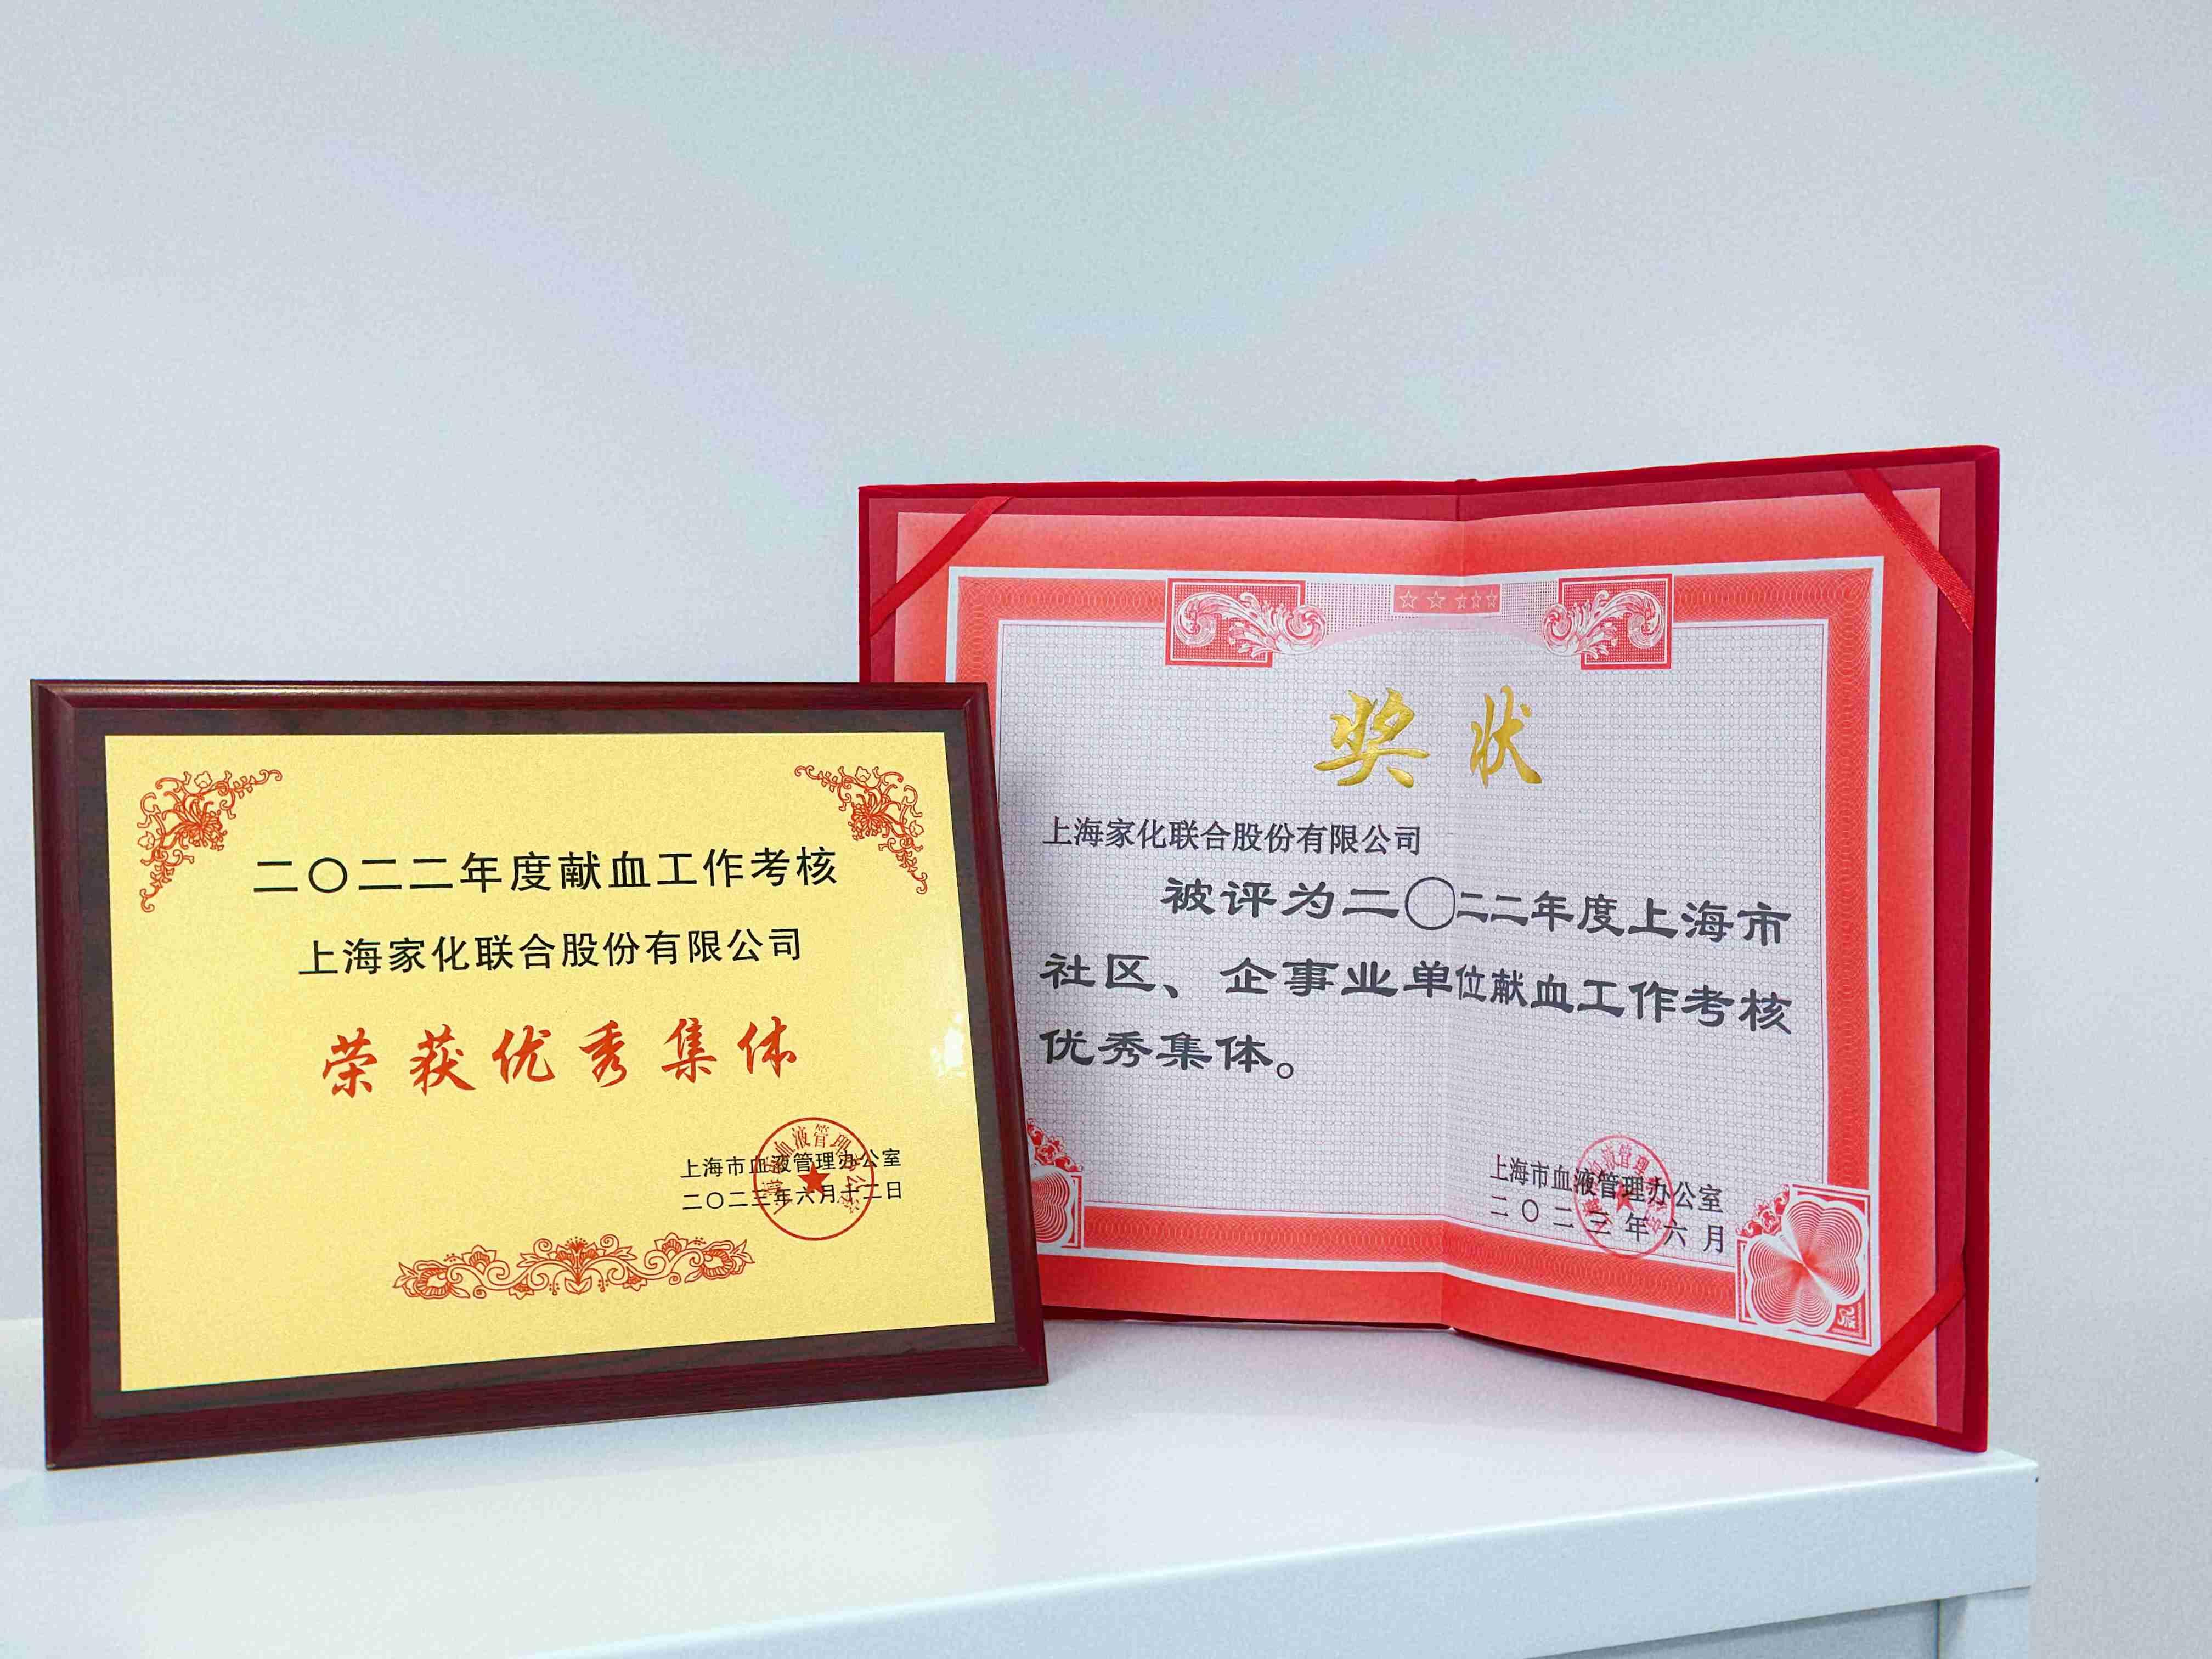 二〇二二年度献血工作考核
上海家化联合股份有限公司
荣获优秀集体
上海市血液管理办公室
二〇二三年六月十二日
奖状
上海家化联合股份有限公司
被评为二〇二二年度上海市
社区、企事业单位献血工作考核
优秀集体。
上海市血液管理办公室
二〇二三年六月